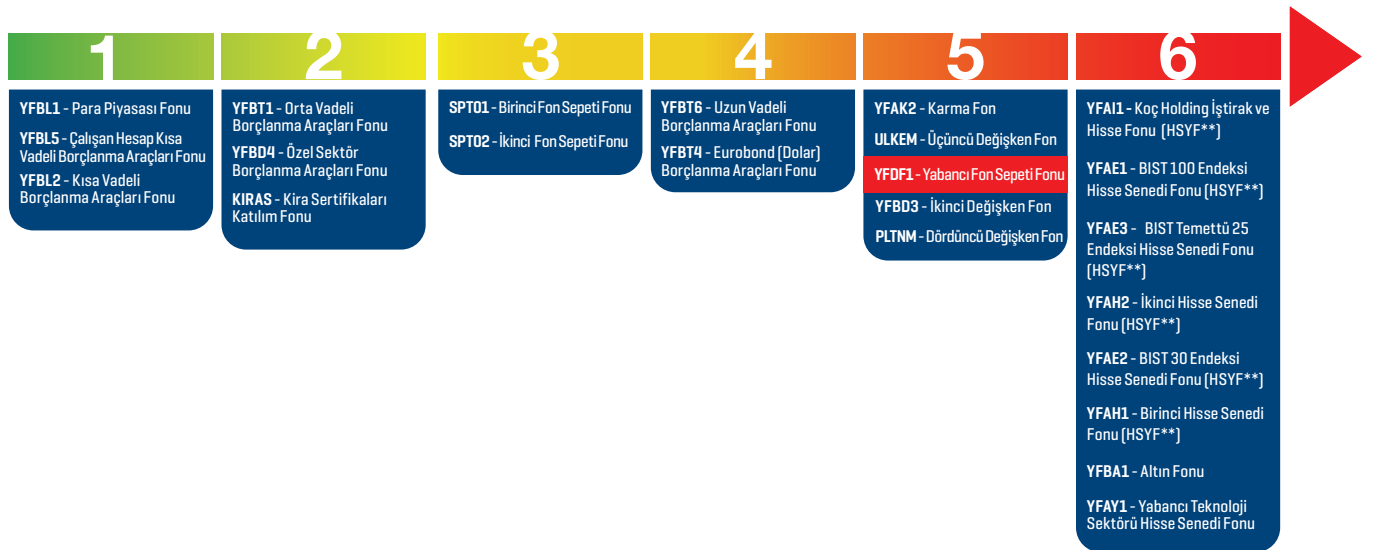 1
YFBL1 - Para Piyasası Fonu
YFBL5 - Çalışan Hesap Kısa
Vadeli Borçlanma Araçları Fonu
YFBL2 - Kısa Vadeli
Borçlanma Araçları Fonu
2
YFBT1 - Orta Vadeli
Borçlanma Araçları Fonu
YFBD4 - Özel Sektör
Borçlanma Araçları Fonu
KIRAS - Kira Sertifikaları
Katılım Fonu
3
SPT01 - Birinci Fon Sepeti Fonu
SPT02 - İkinci Fon Sepeti Fonu
4
YFBT6 - Uzun Vadeli
Borçlanma Araçları Fonu
YFBT4 - Eurobond (Dolar)
Borçlanma Araçları Fonu
5
YFAK2 - Karma Fon
ULKEM - Üçüncü Değişken Fon
YFDF1 - Yabancı Fon Sepeti Fonu
YFBD3 - İkinci Değişken Fon
PLTNM - Dördüncü Değişken Fon
6
YFAI1 - Koç Holding İştirak ve
Hisse Fonu (HSYF**)
YFAE1 - BIST 100 Endeksi
Hisse Senedi Fonu (HSYF**)
YFAE3 - BIST Temettü 25
Endeksi Hisse Senedi Fonu
(HSYF**)
YFAH2 - İkinci Hisse Senedi
Fonu (HSYF**)
YFAE2 - BIST 30 Endeksi
Hisse Senedi Fonu (HSYF**)
YFAH1 - Birinci Hisse Senedi
Fonu (HSYF**)
YFBA1 - Altın Fonu
YFAY1 - Yabancı Teknoloji
Sektörü Hisse Senedi Fonu